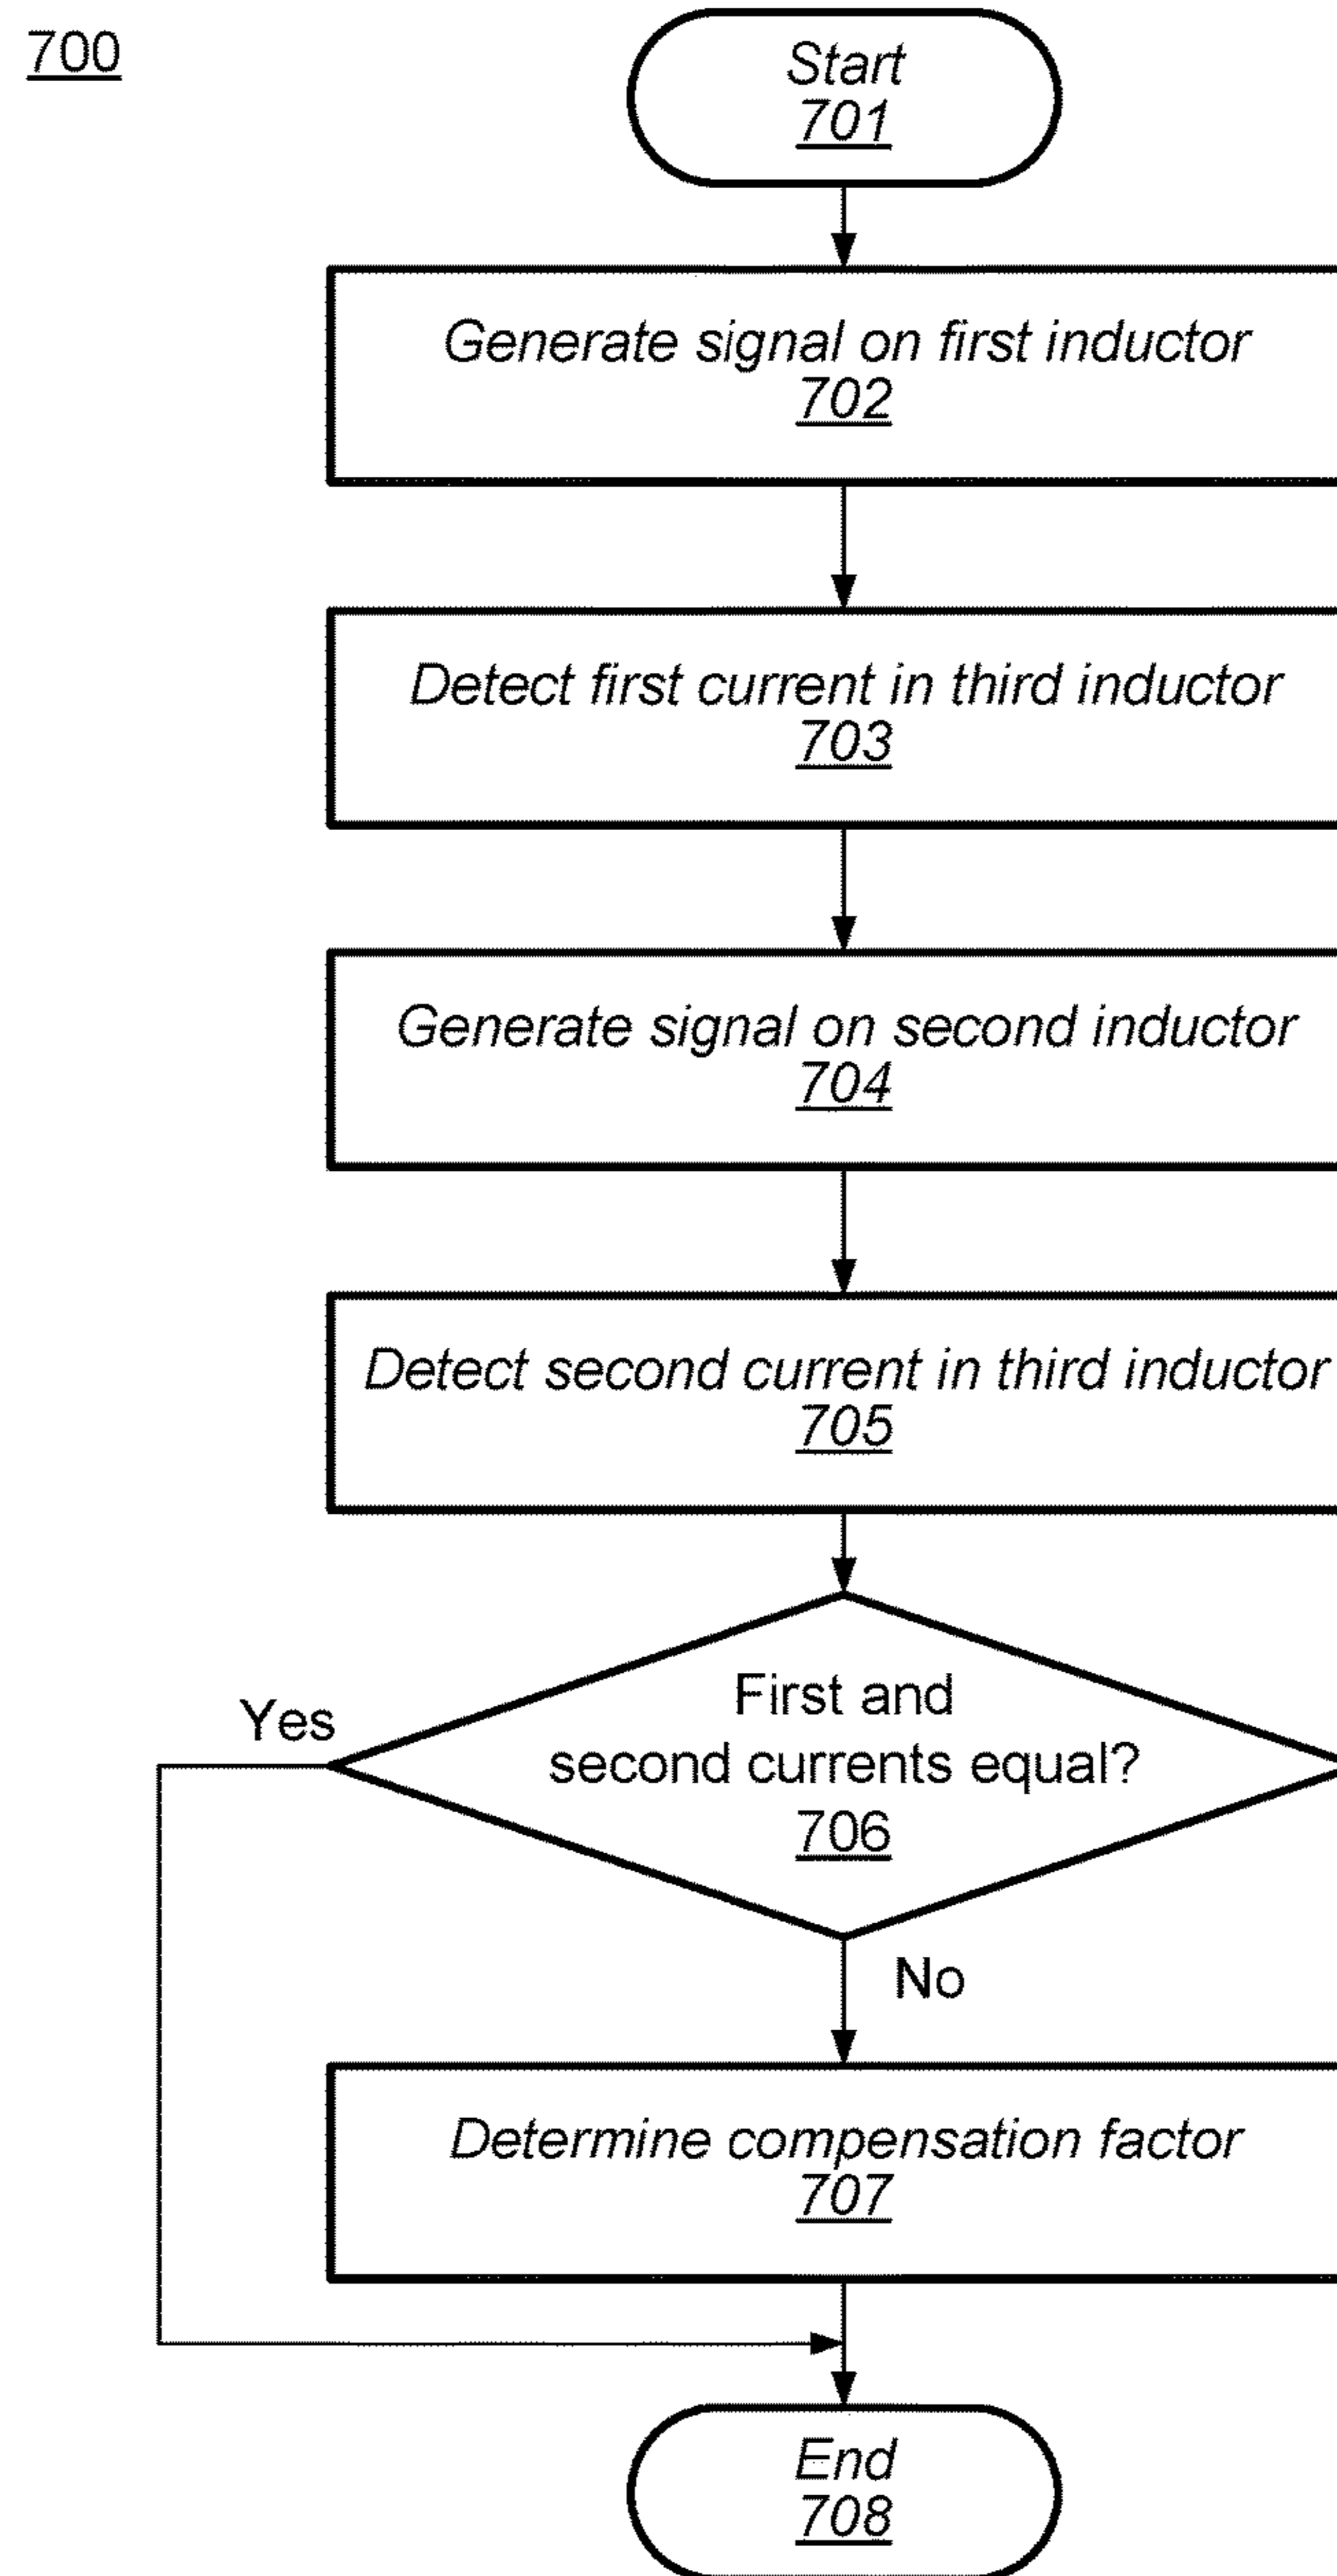 700
Start
701
Generate signal on first inductor
702
Detect first current in third inductor
703
Generate signal on second inductor
704
Detect second current in third inductor
705
First and
second currents equal?
706
Yes
No
Determine compensation factor
707
End
708